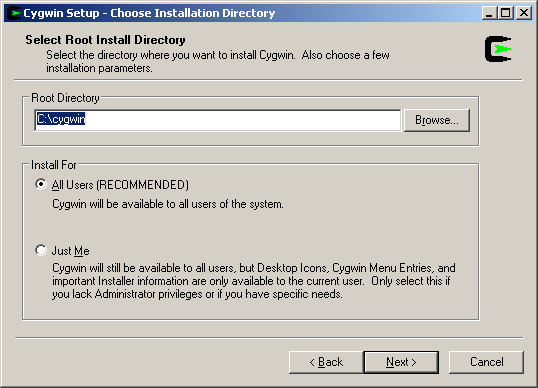 Cygwin Setup - Choose Installation Directory
Select Root Install Directory
Select the directory where you want to install Cygwin. Also choose a few
installation parameters.
Root Directory
C:\cygwin
Browse...
Install For
All Users (RECOMMENDED)
Cygwin will be available to all users of the system.
Just Me
Cygwin will still be available to all users, but Desktop Icons, Cygwin Menu Entries, and
important Installer information are only available to the current user. Only select this if
you lack Administrator privileges or if you have specific needs.
< Back
Next >
Cancel